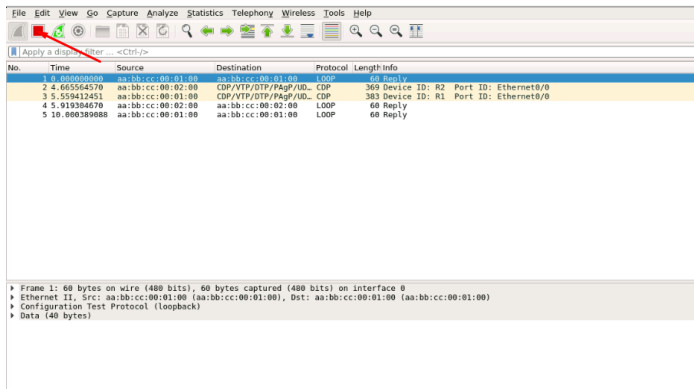 File Edit View Go Capture Analyze Statistics Telephony Wireless Tools Help
Apply a display filter ... <Ctrl-/>
No. Time Source Destination Protocol Length Info
1 0.000000000 aa:bb:cc:00:01:00 aa:bb:cc:00:01:00 LOOP 60 Reply
2 4.665564570 aa:bb:cc:00:02:00 CDP/VTP/DTP/PAgP/UD… CDP 369 Device ID: R2 Port ID: Ethernet0/0
3 5.559412451 aa:bb:cc:00:01:00 CDP/VTP/DTP/PAgP/UD… CDP 383 Device ID: R1 Port ID: Ethernet0/0
4 5.919304670 aa:bb:cc:00:02:00 aa:bb:cc:00:02:00 LOOP 60 Reply
5 10.000389088 aa:bb:cc:00:01:00 aa:bb:cc:00:01:00 LOOP 60 Reply
Frame 1: 60 bytes on wire (480 bits), 60 bytes captured (480 bits) on interface 0
Ethernet II, Src: aa:bb:cc:00:01:00 (aa:bb:cc:00:01:00), Dst: aa:bb:cc:00:01:00 (aa:bb:cc:00:01:00)
Configuration Test Protocol (loopback)
Data (40 bytes)